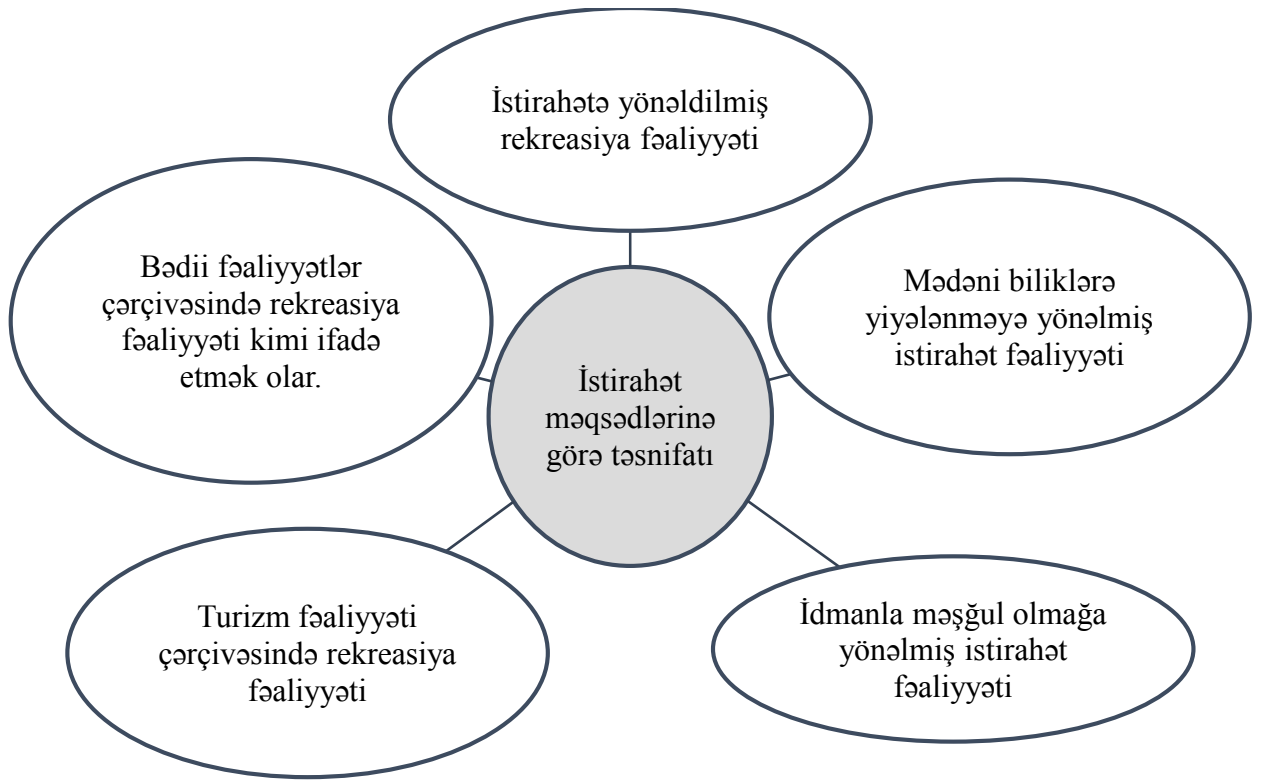 İstirahətə yönəldilmiş
rekreasiya fəaliyyəti
Bədii fəaliyyətlər
çərçivəsində rekreasiya
fəaliyyəti kimi ifadə
etmək olar.
Mədəni biliklərə
yiyələnməyə yönəlmiş
istirahət fəaliyyəti
İstirahət
məqsədlərinə
görə təsnifatı
Turizm fəaliyyəti
çərçivəsində rekreasiya
fəaliyyəti
İdmanla məşğul olmağa
yönəlmiş istirahət
fəaliyyəti